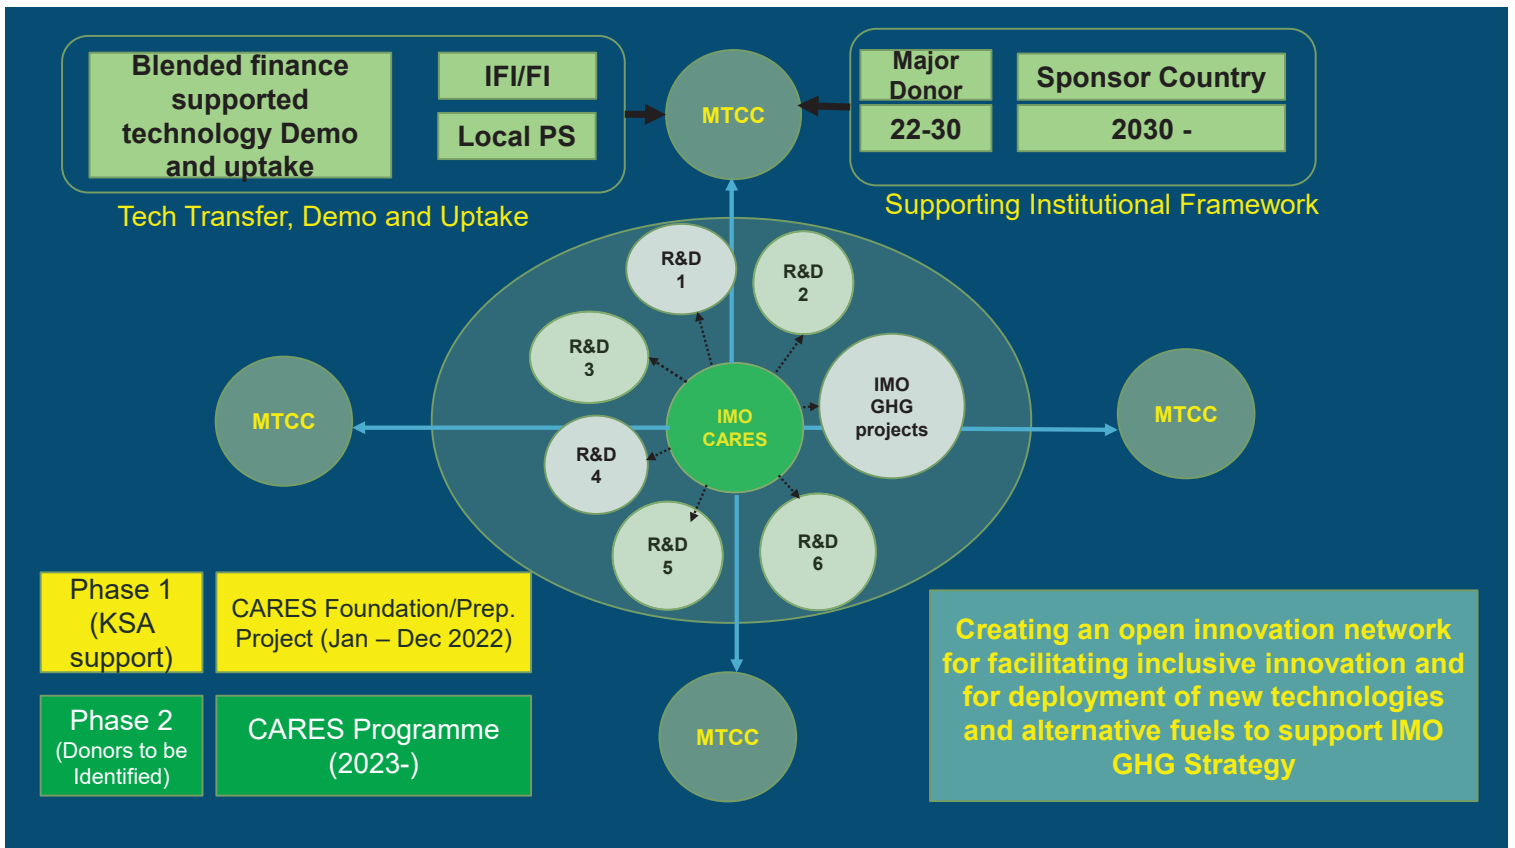 Blended finance
supported
technology Demo
and uptake
IFI/FI
Local PS
Tech Transfer, Demo and Uptake
MTCC
Major
Donor
22-30
Sponsor Country
2030 -
Supporting Institutional Framework
R&D
1
R&D
2
R&D
3
IMO
GHG
projects
MTCC
IMO
CARES
MTCC
R&D
4
R&D
5
R&D
6
MTCC
Phase 1
(KSA
support)
CARES Foundation/Prep.
Project (Jan – Dec 2022)
Phase 2
(Donors to be
Identified)
CARES Programme
(2023-)
Creating an open innovation network
for facilitating inclusive innovation and
for deployment of new technologies
and alternative fuels to support IMO
GHG Strategy